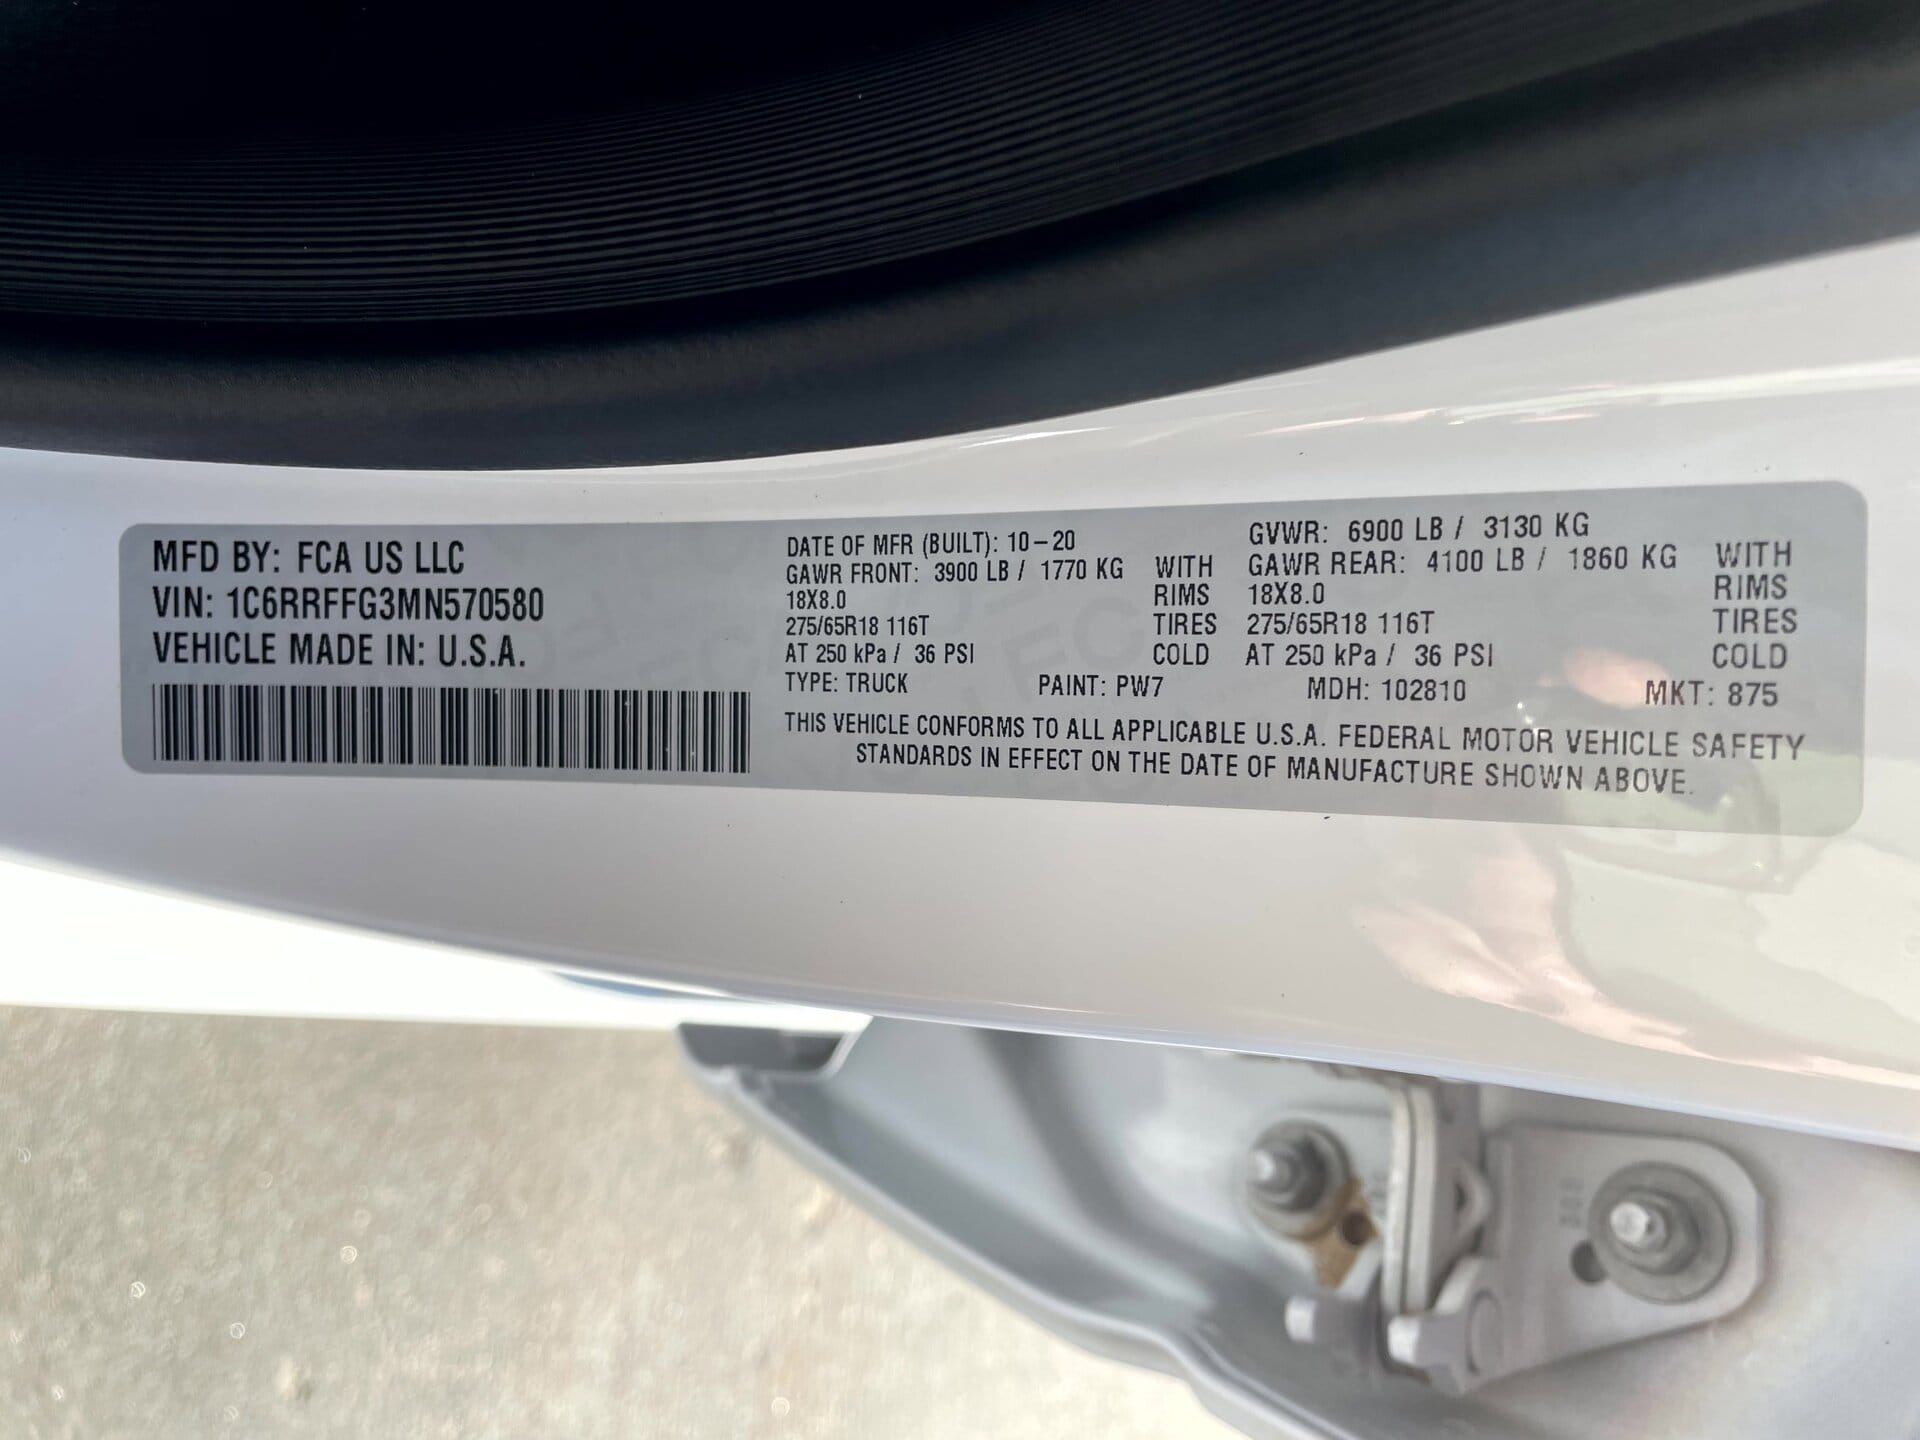 MFD BY: FCA US LLC
VIN: 1C6RRFFG3MN570580
VEHICLE MADE IN: U.S.A.
DATE OF MFR (BUILT): 10-20
GAWR FRONT: 3900 LB / 1770 KG WITH
18X8.0 RIMS
275/65R18 116T TIRES
AT 250 kPa / 36 PSI COLD
GVWR: 6900 LB / 3130 KG
GAWR REAR: 4100 LB / 1860 KG WITH
18X8.0 RIMS
275/65R18 116T TIRES
AT 250 kPa / 36 PSI COLD
TYPE: TRUCK PAINT: PW7 MDH: 102810 MKT: 875
THIS VEHICLE CONFORMS TO ALL APPLICABLE U.S.A. FEDERAL MOTOR VEHICLE SAFETY
STANDARDS IN EFFECT ON THE DATE OF MANUFACTURE SHOWN ABOVE.